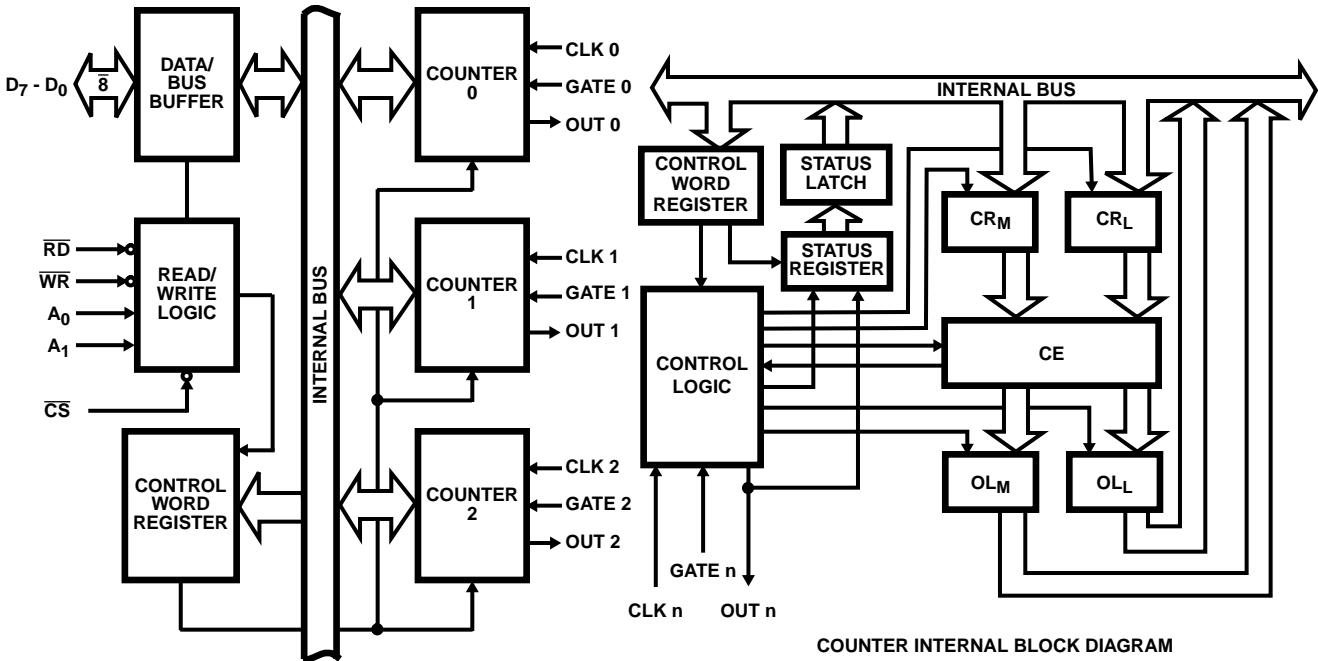 D7 - D0
8
DATA/
BUS
BUFFER
COUNTER
0
CLK 0
GATE 0
OUT 0
RD
WR
A0
A1
CS
READ/
WRITE
LOGIC
INTERNAL BUS
COUNTER
1
CLK 1
GATE 1
OUT 1
CONTROL
WORD
REGISTER
COUNTER
2
CLK 2
GATE 2
OUT 2
INTERNAL BUS
CONTROL
WORD
REGISTER
STATUS
LATCH
STATUS
REGISTER
CRM
CRL
CONTROL
LOGIC
CE
OLM
OLL
GATE n
CLK n
OUT n
COUNTER INTERNAL BLOCK DIAGRAM